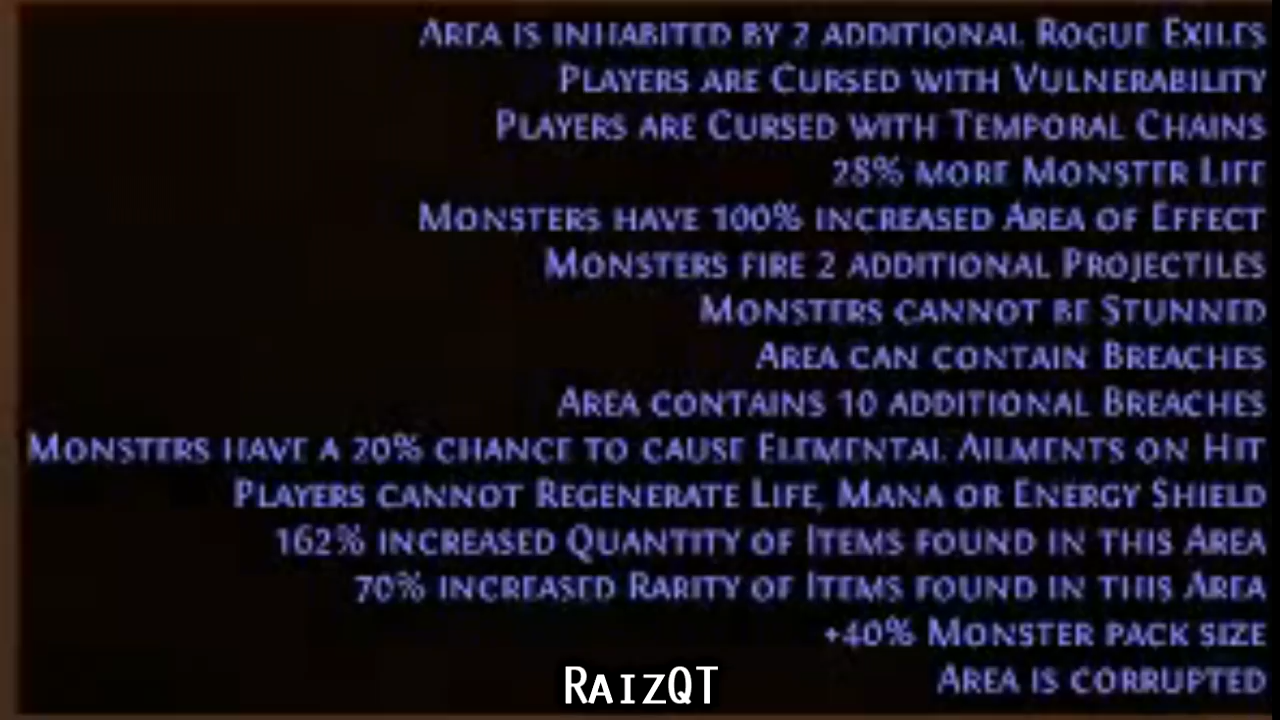 Area is inhabited by 2 additional Rogue Exiles
Players are Cursed with Vulnerability
Players are Cursed with Temporal Chains
28% more Monster Life
Monsters have 100% increased Area of Effect
Monsters fire 2 additional Projectiles
Monsters cannot be Stunned
Area can contain Breaches
Area contains 10 additional Breaches
Monsters have a 20% chance to cause Elemental Ailments on Hit
Players cannot Regenerate Life, Mana or Energy Shield
162% increased Quantity of Items found in this Area
70% increased Rarity of Items found in this Area
+40% Monster pack size
Area is corrupted
RaizQT